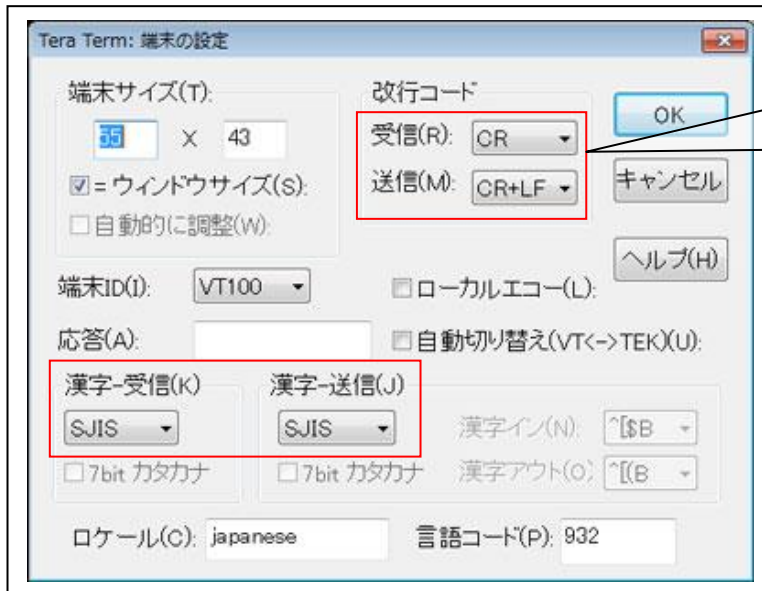 Tera Term: 端末の設定
端末サイズ(T):
X 43
= ウィンドウサイズ(S):
自動的に調整(W):
改行コード
受信(R): CR
送信(M): CR+LF
OK
キャンセル
ヘルプ(H)
端末ID(I): VT100
ローカルエコー(L):
応答(A):
自動切り替え(VT<->TEK)(U):
漢字-受信(K)
SJIS
7bit カタカナ
漢字-送信(J)
SJIS
7bit カタカナ
漢字イン(N): ^[$B
漢字アウト(O) ^[(B
ロケール(C): japanese
言語コード(P): 932